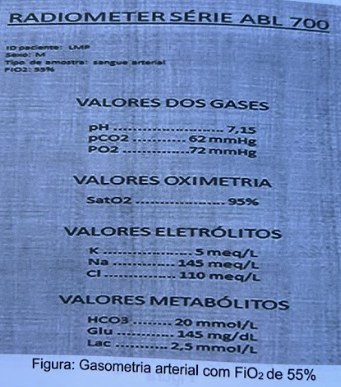 RADIOMETER SÉRIE ABL 700
ID paciente: LMP
Sexo: M
Tipo de amostra: sangue arterial
FIO2: 55%
VALORES DOS GASES
pH ........................... 7,15
pCO2 ............ 62 mmHg
PO2 ...............72 mmHg
VALORES OXIMETRIA
SatO2 ...................... 95%
VALORES ELETRÓLITOS
K ..................... 5 meq/L
Na ............... 145 meq/L
Cl .................. 110 meq/L
VALORES METABÓLITOS
HCO3 ........... 20 mmol/L
Glu ................ 145 mg/dL
Lac .............. 2,5 mmol/L
Figura: Gasometria arterial com FiO₂ de 55%